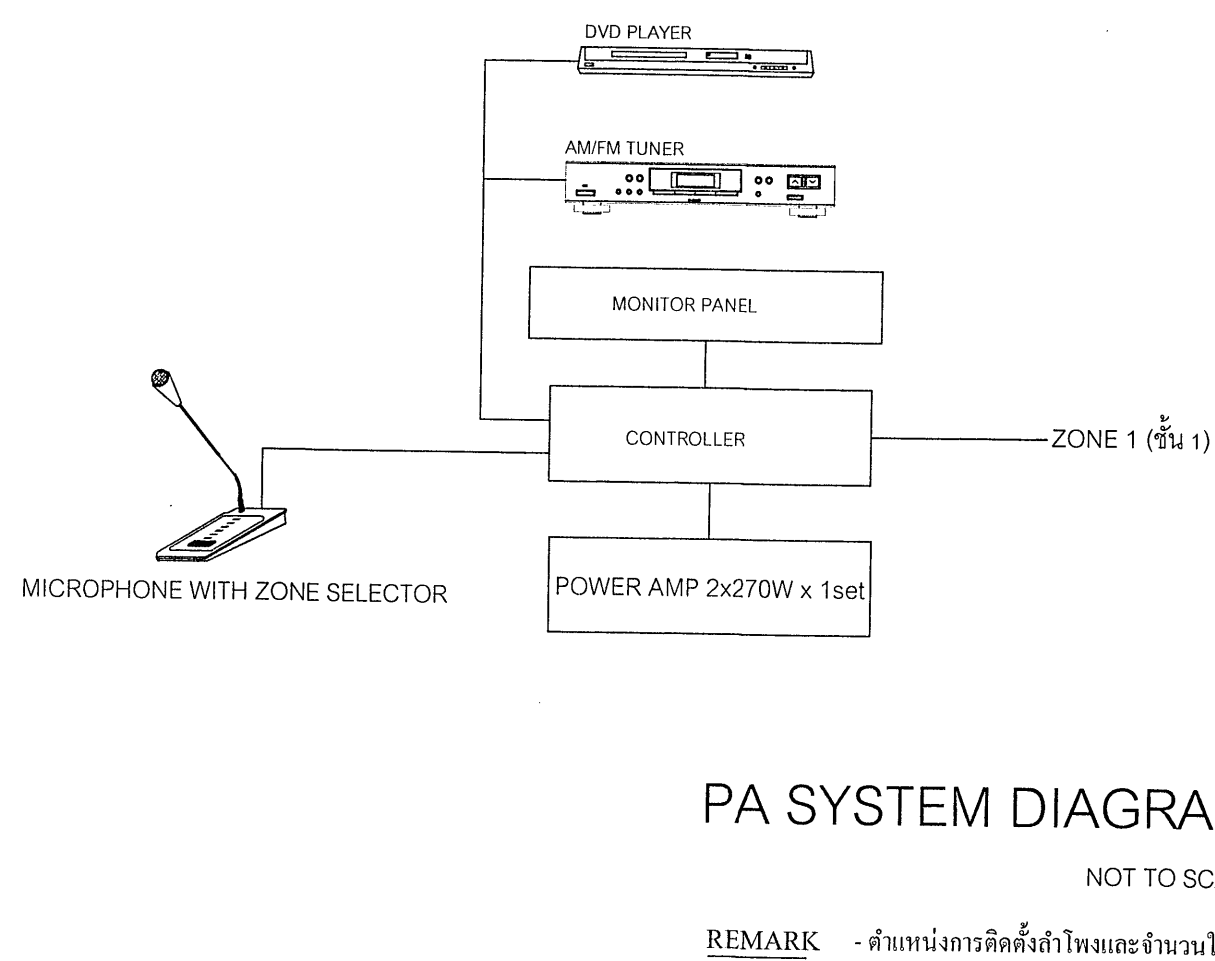 DVD PLAYER
AM/FM TUNER
MONITOR PANEL
CONTROLLER
ZONE 1 (ชั้น 1)
MICROPHONE WITH ZONE SELECTOR
POWER AMP 2x270W x 1set
PA SYSTEM DIAGRA
NOT TO SC
REMARK - ตำแหน่งการติดตั้งลำโพงและจำนวนใ